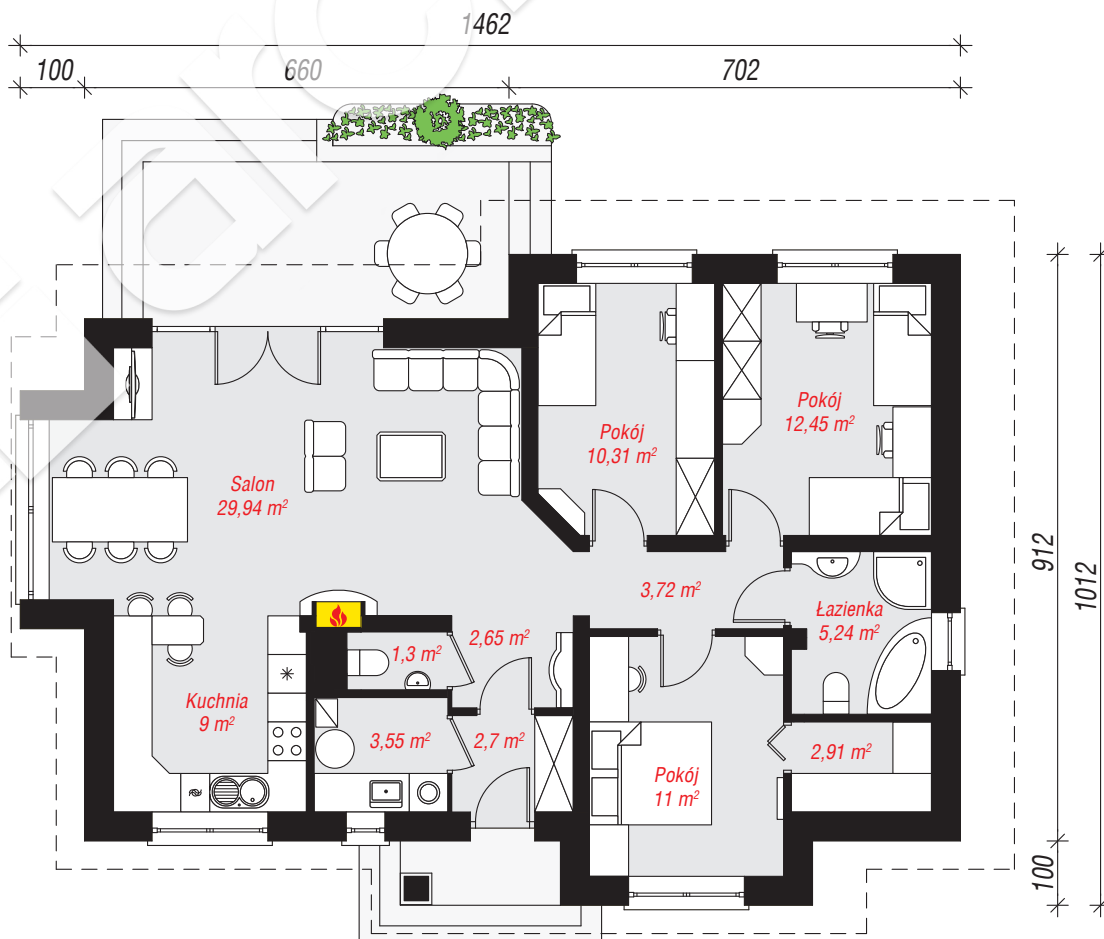 1462
100
660
702
Pokój
12,45 m²
Pokój
10,31 m²
Salon
29,94 m²
912
1012
3,72 m²
Łazienka
5,24 m²
2,65 m²
1,3 m²
Kuchnia
9 m²
3,55 m²
2,7 m²
2,91 m²
Pokój
11 m²
100